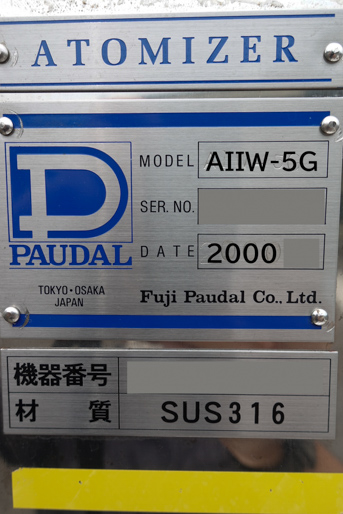 ATOMIZER
PAUDAL
TOKYO・OSAKA
JAPAN
MODEL AIIW-5G
SER. NO.
DATE 2000
Fuji Paudal Co., Ltd.
機器番号
材質 SUS316